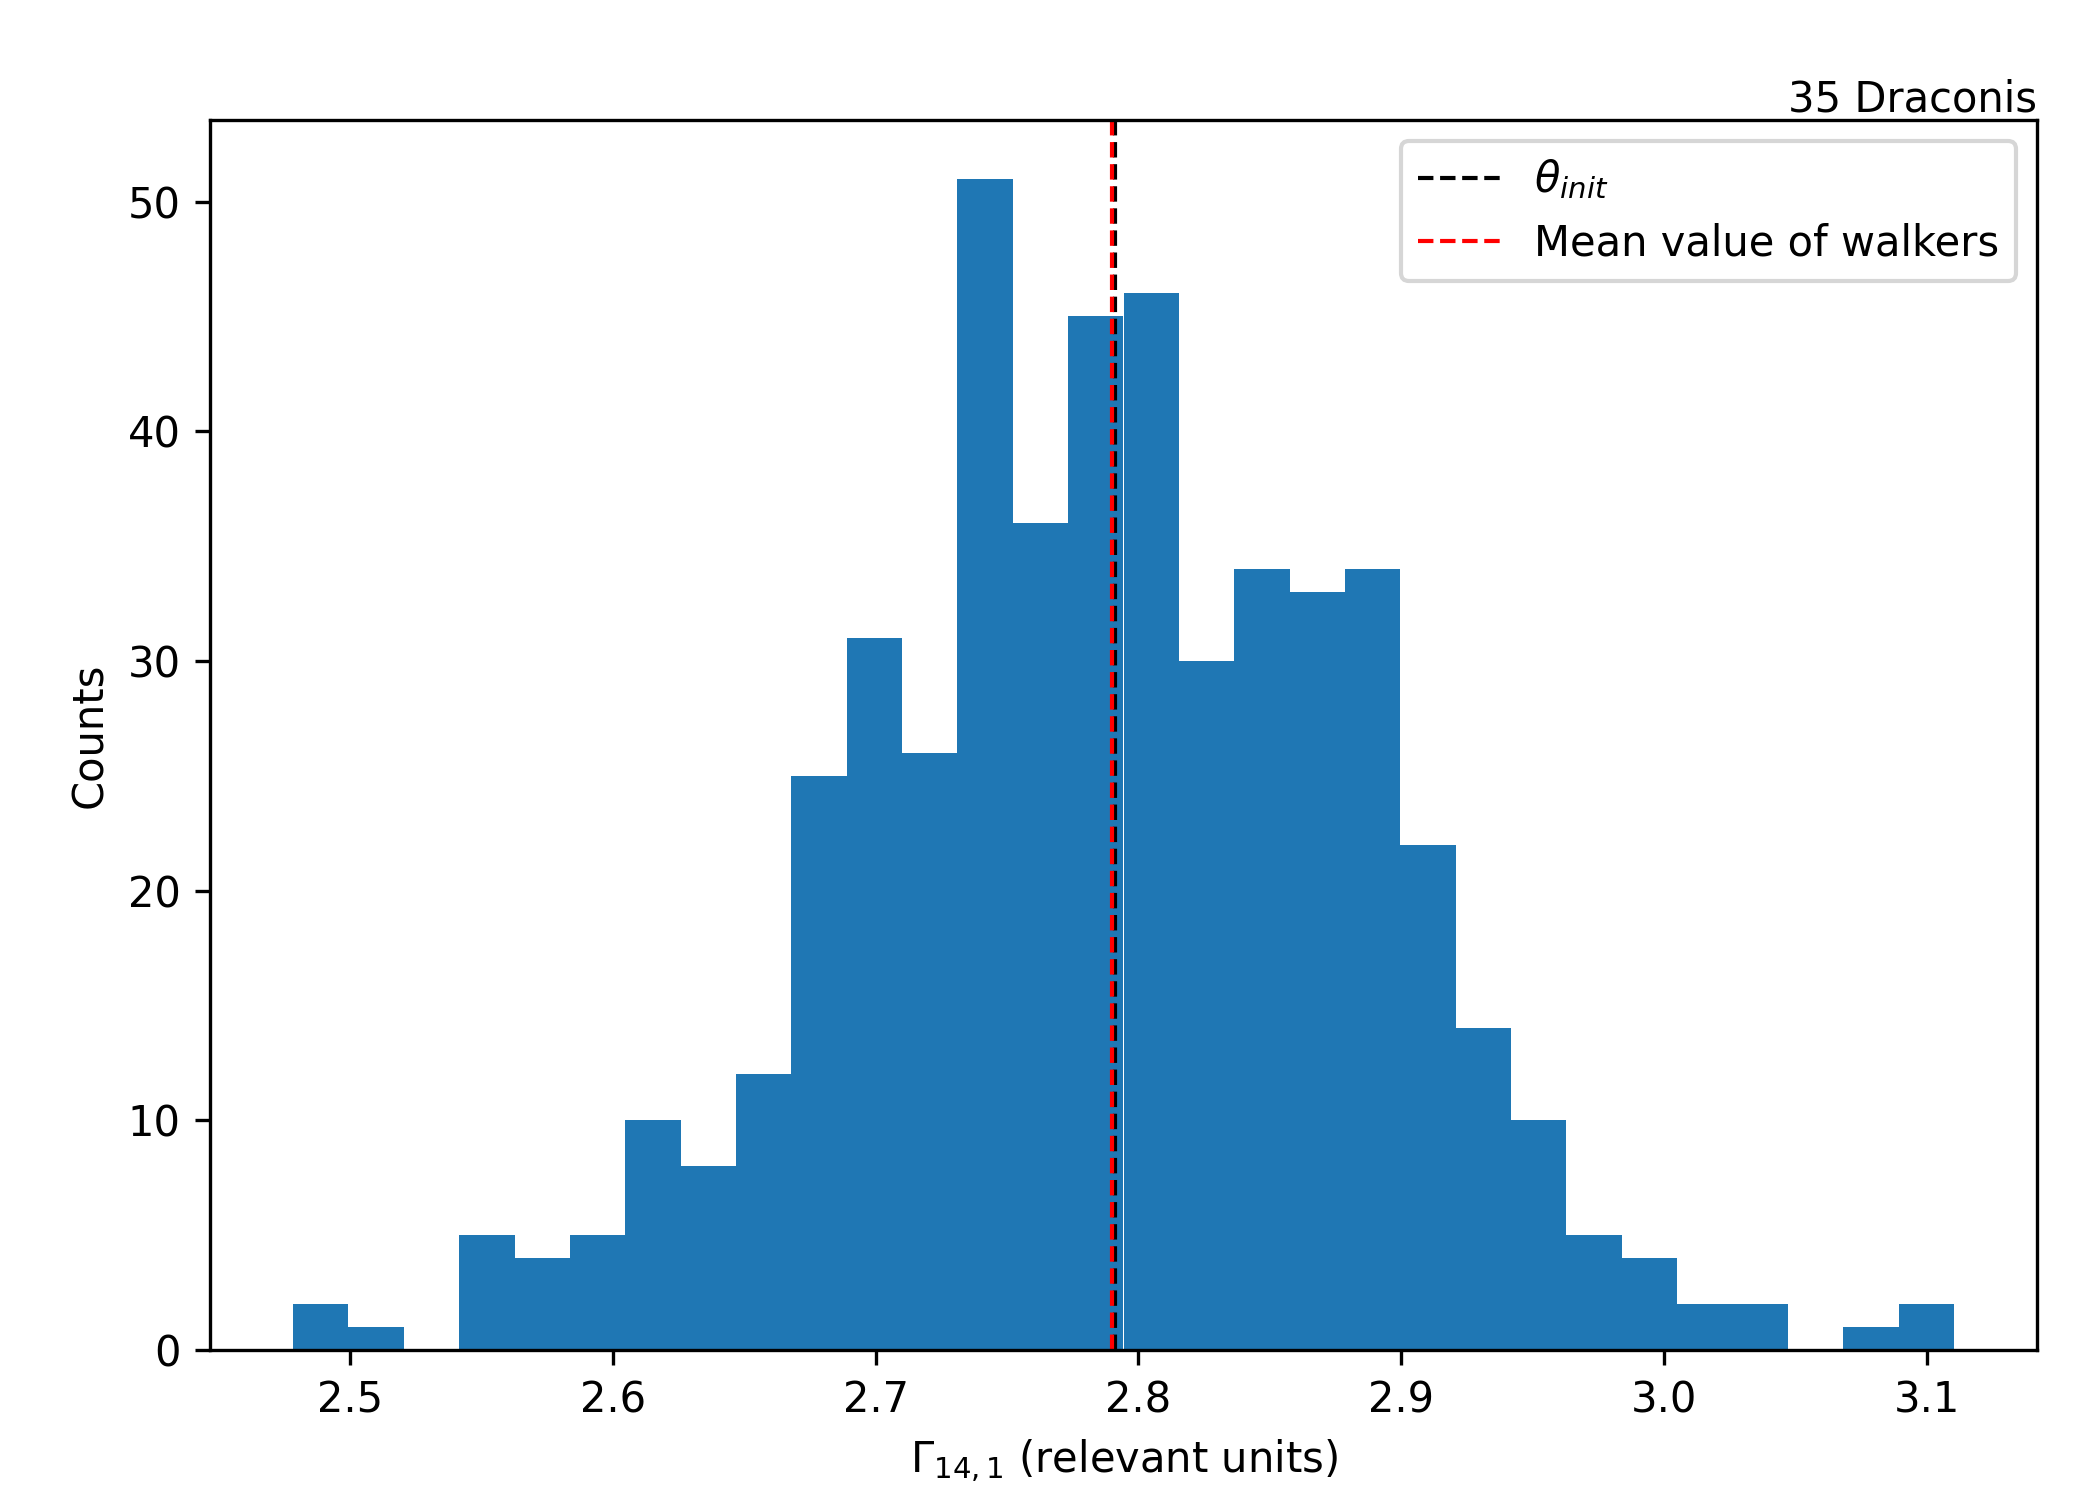 35 Draconis
θinit
Mean value of walkers
50
40
30
20
10
0
Counts
2.5 2.6 2.7 2.8 2.9 3.0 3.1
Γ14, 1 (relevant units)